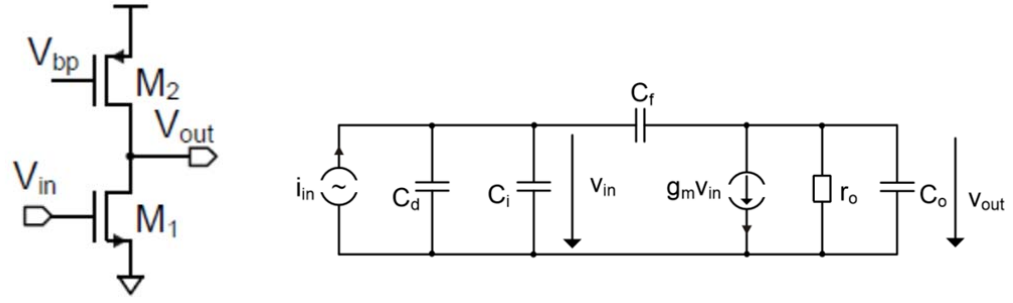 V_bp
M_2
V_out
V_in
M_1
C_f
i_in
~
C_d
C_i
v_in
g_mv_in
r_o
C_o
v_out